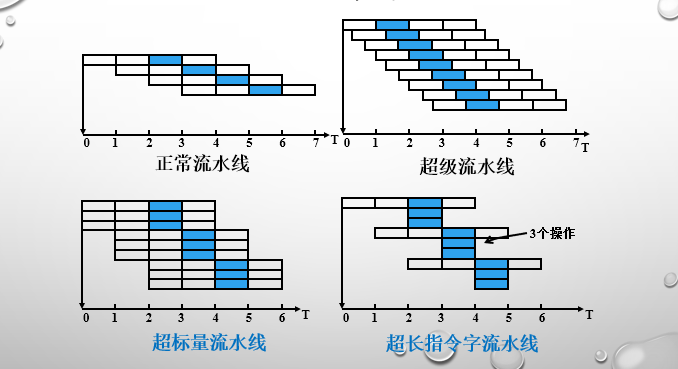 0 1 2 3 4 5 6 7 T
正常流水线
0 1 2 3 4 5 6 7 T
超级流水线
0 1 2 3 4 5 6 T
超标量流水线
3个操作
0 1 2 3 4 5 6 7 T
超长指令字流水线